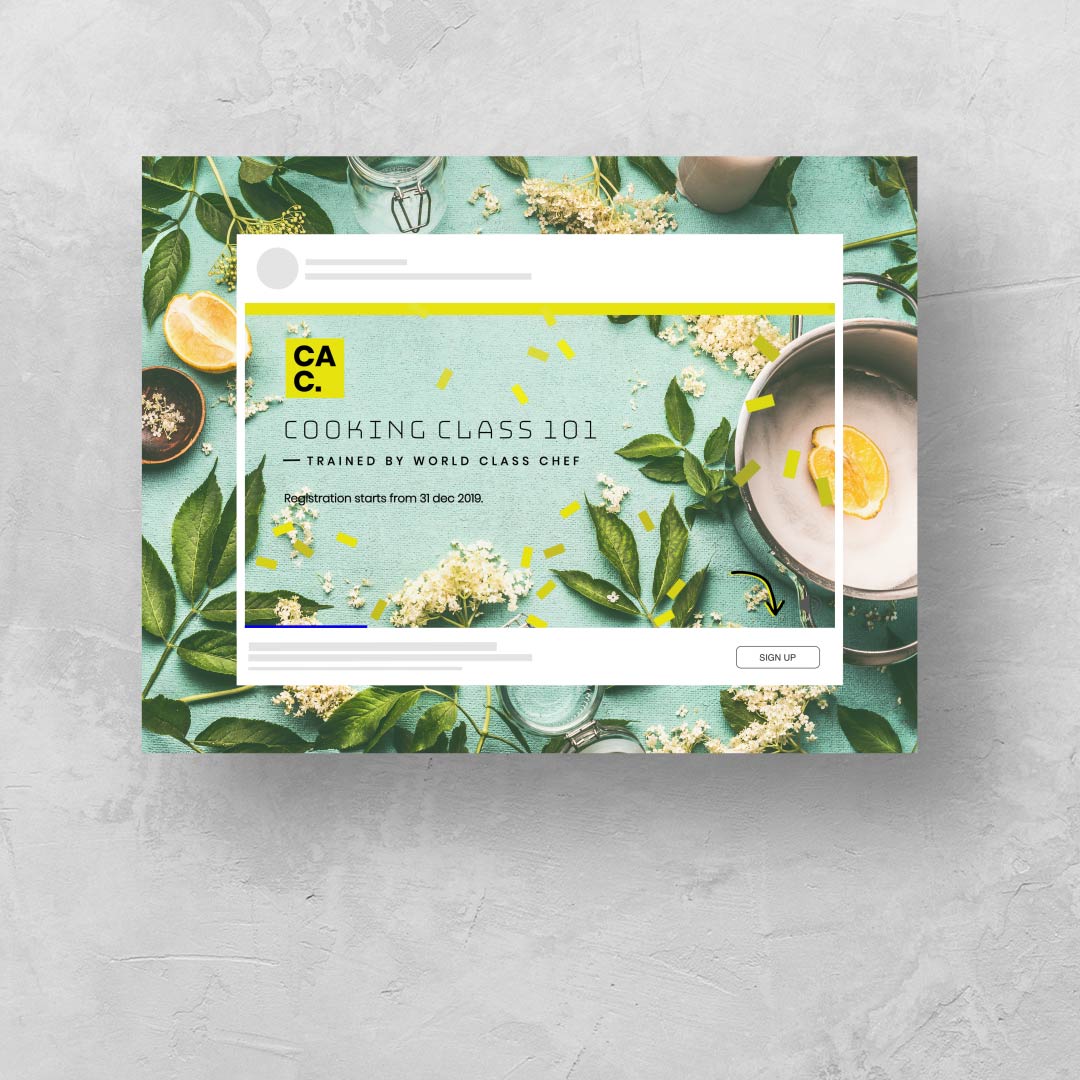 CA
C.
COOKING CLASS 101
— TRAINED BY WORLD CLASS CHEF
Registration starts from 31 dec 2019.
SIGN UP